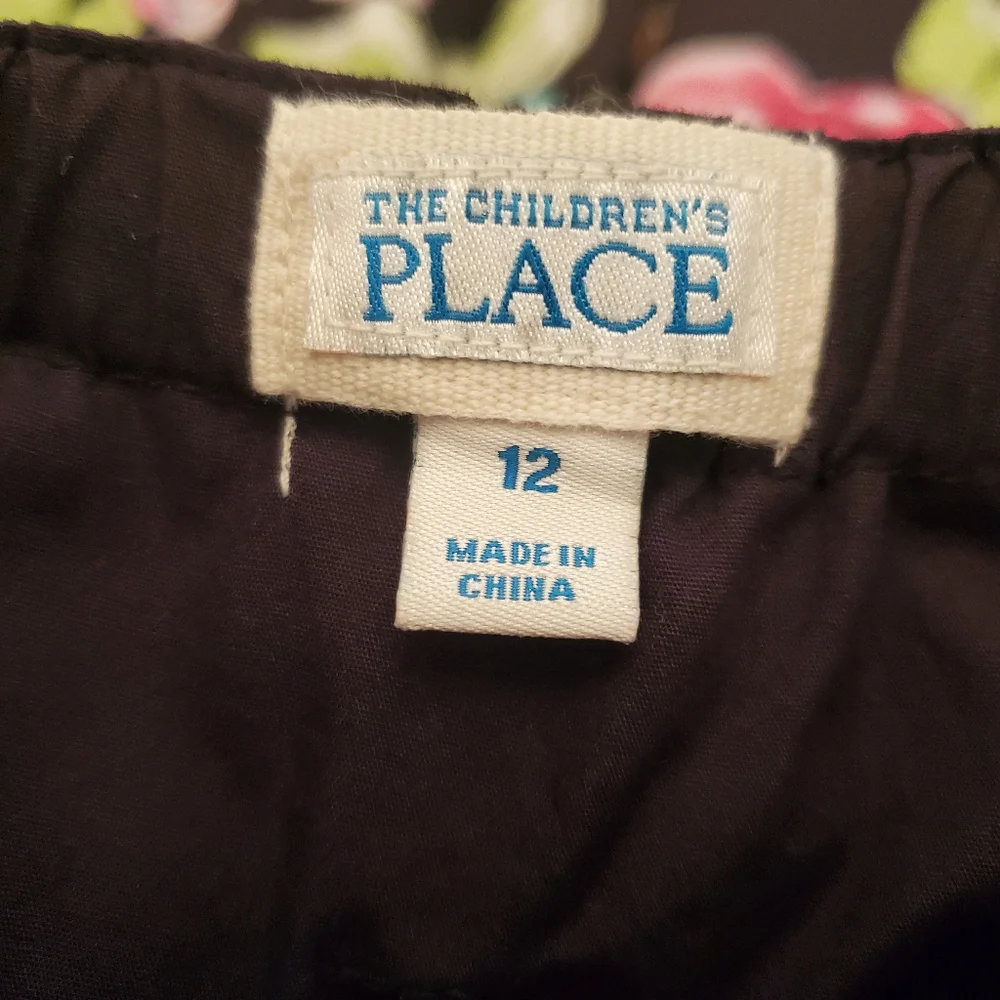 THE CHILDREN'S
PLACE
12
MADE IN
CHINA